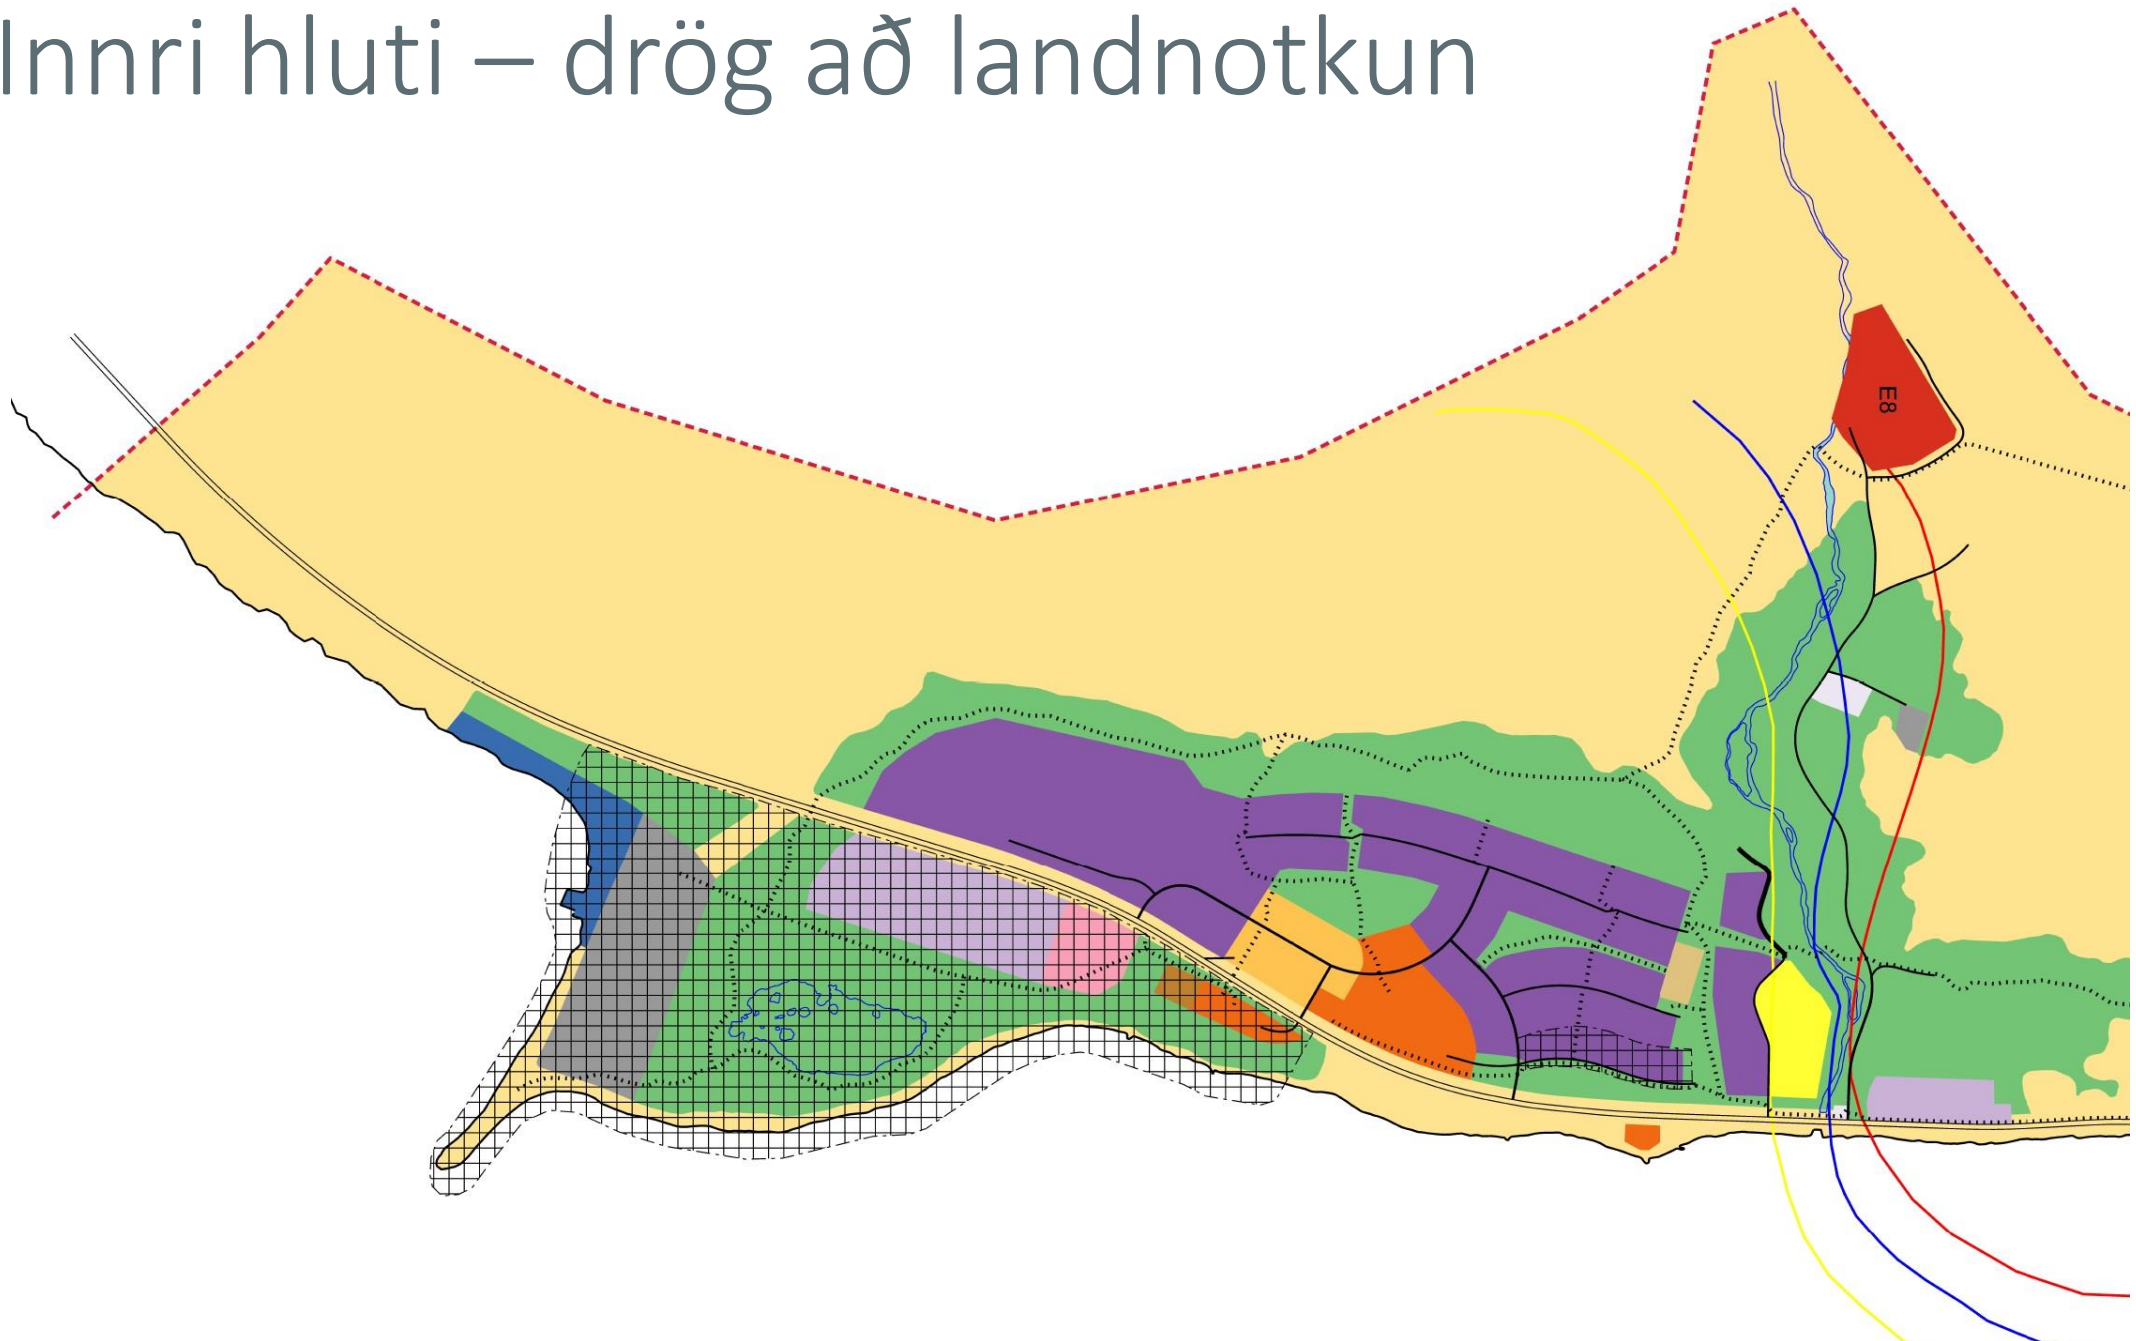 Innri hluti – drög að landnotkun
E8